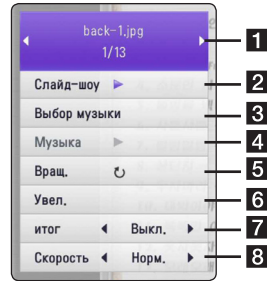 back-1.jpg
1/13
1
Слайд-шоу
2
Выбор музыки
3
Музыка
4
Вращ.
5
Увел.
6
итог Выкл.
7
Скорость Норм.
8